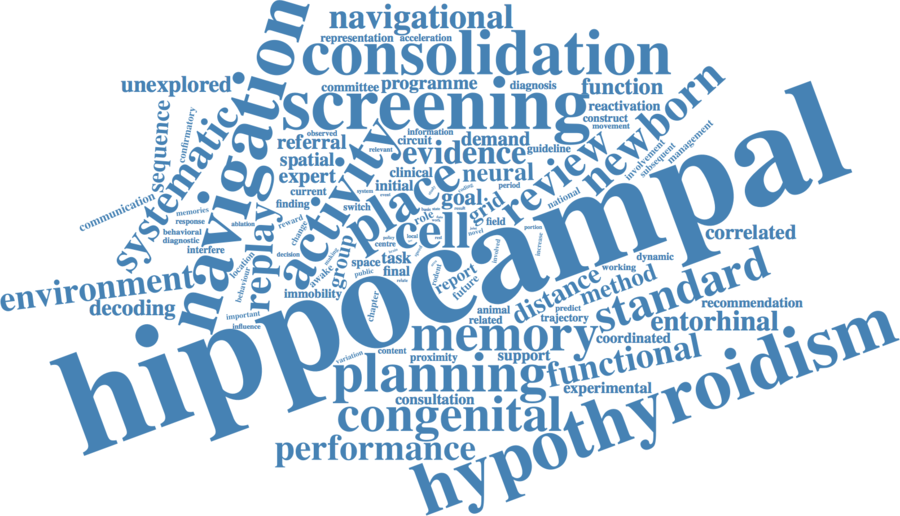 navigational
representation
acceleration
consolidation
unexplored
committee
programme
diagnosis
function
screening
reactivation
construct
movement
navigation
newborn
sequence
confirmatory
systematic
observed
information
referral
relevant
circuit
demand
guideline
evidence
spatial
expert
activity
clinical
neural
review
involvement
subsequent
management
current
initial
period
system
place
finding
switch
goal
grid
national
communication
memories
response
ablation
reward
change
role
field
novel
portion
behavioral
diagnostic
interfere
replay
decision
group
policy
centre
local
cell
correlated
increase
involved
location
environment
behaviour
awake
space
task
public
final
rodent
report
future
dynamic
hippocampal
working
distance
method
standard
decoding
important
influence
immobility
chapter
animal
related
predict
trajectory
recommendation
entorhinal
memory
coordinated
variation
content
proximity
support
functional
planning
experimental
consultation
congenital
hypothyroidism
performance